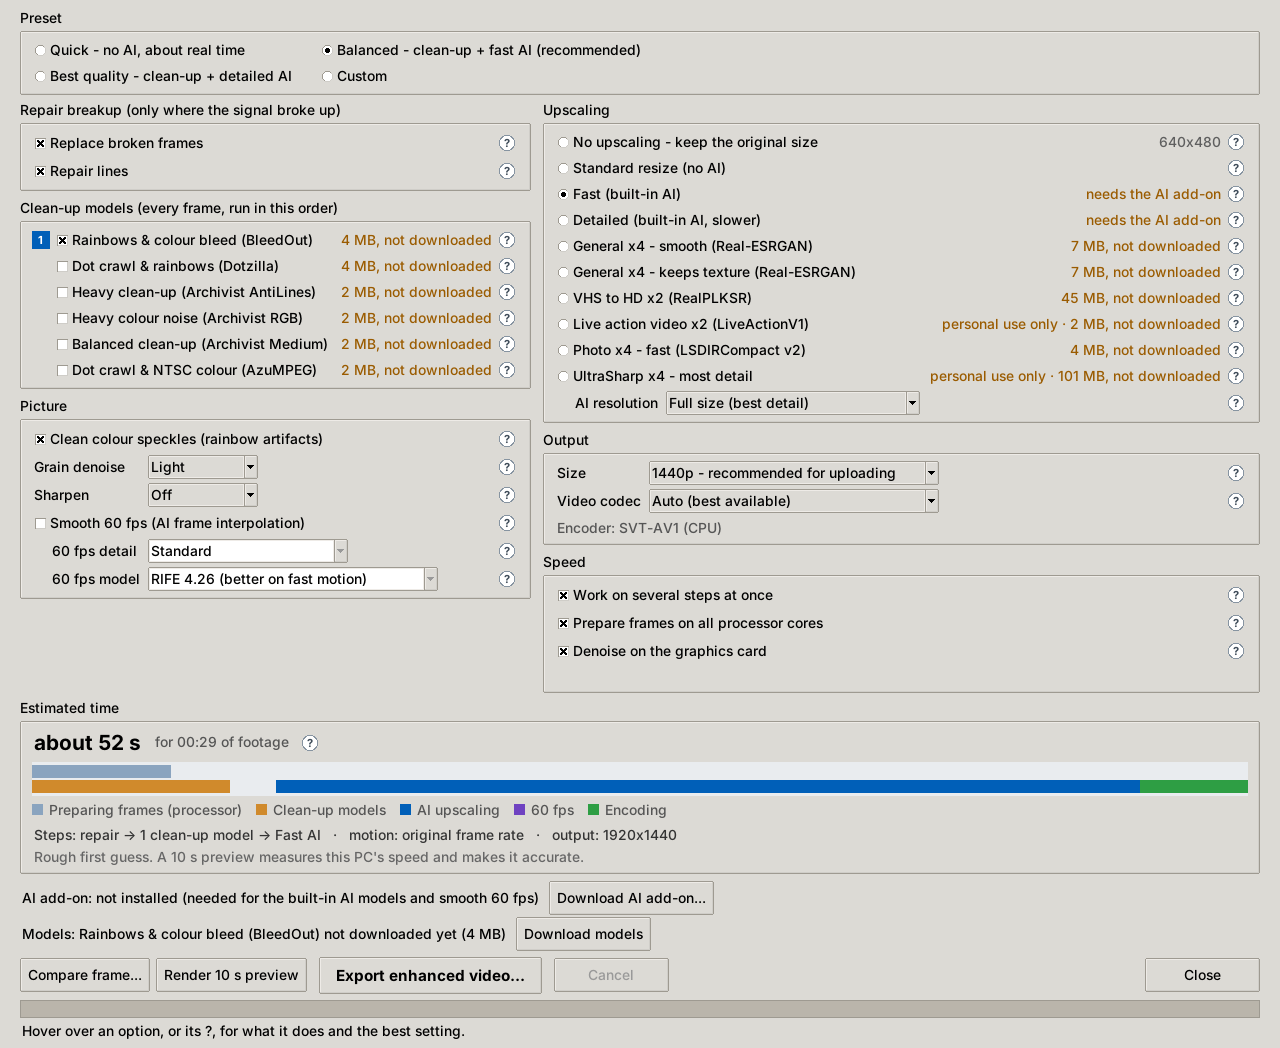 Preset
Quick - no AI, about real time
Balanced - clean-up + fast AI (recommended)
Best quality - clean-up + detailed AI
Custom
Repair breakup (only where the signal broke up)
Replace broken frames ?
Repair lines ?
Clean-up models (every frame, run in this order)
1 Rainbows & colour bleed (BleedOut) 4 MB, not downloaded ?
Dot crawl & rainbows (Dotzilla) 4 MB, not downloaded ?
Heavy clean-up (Archivist AntiLines) 2 MB, not downloaded ?
Heavy colour noise (Archivist RGB) 2 MB, not downloaded ?
Balanced clean-up (Archivist Medium) 2 MB, not downloaded ?
Dot crawl & NTSC colour (AzuMPEG) 2 MB, not downloaded ?
Picture
Clean colour speckles (rainbow artifacts) ?
Grain denoise Light ?
Sharpen Off ?
Smooth 60 fps (AI frame interpolation) ?
60 fps detail Standard ?
60 fps model RIFE 4.26 (better on fast motion) ?
Upscaling
No upscaling - keep the original size 640x480 ?
Standard resize (no AI) ?
Fast (built-in AI) needs the AI add-on ?
Detailed (built-in AI, slower) needs the AI add-on ?
General x4 - smooth (Real-ESRGAN) 7 MB, not downloaded ?
General x4 - keeps texture (Real-ESRGAN) 7 MB, not downloaded ?
VHS to HD x2 (RealPLKSR) 45 MB, not downloaded ?
Live action video x2 (LiveActionV1) personal use only · 2 MB, not downloaded ?
Photo x4 - fast (LSDIRCompact v2) 4 MB, not downloaded ?
UltraSharp x4 - most detail personal use only · 101 MB, not downloaded ?
AI resolution Full size (best detail) ?
Output
Size 1440p - recommended for uploading ?
Video codec Auto (best available) ?
Encoder: SVT-AV1 (CPU)
Speed
Work on several steps at once ?
Prepare frames on all processor cores ?
Denoise on the graphics card ?
Estimated time
about 52 s for 00:29 of footage ?
Preparing frames (processor) Clean-up models AI upscaling 60 fps Encoding
Steps: repair → 1 clean-up model → Fast AI · motion: original frame rate · output: 1920x1440
Rough first guess. A 10 s preview measures this PC's speed and makes it accurate.
AI add-on: not installed (needed for the built-in AI models and smooth 60 fps) Download AI add-on...
Models: Rainbows & colour bleed (BleedOut) not downloaded yet (4 MB) Download models
Compare frame... Render 10 s preview Export enhanced video... Cancel Close
Hover over an option, or its ?, for what it does and the best setting.